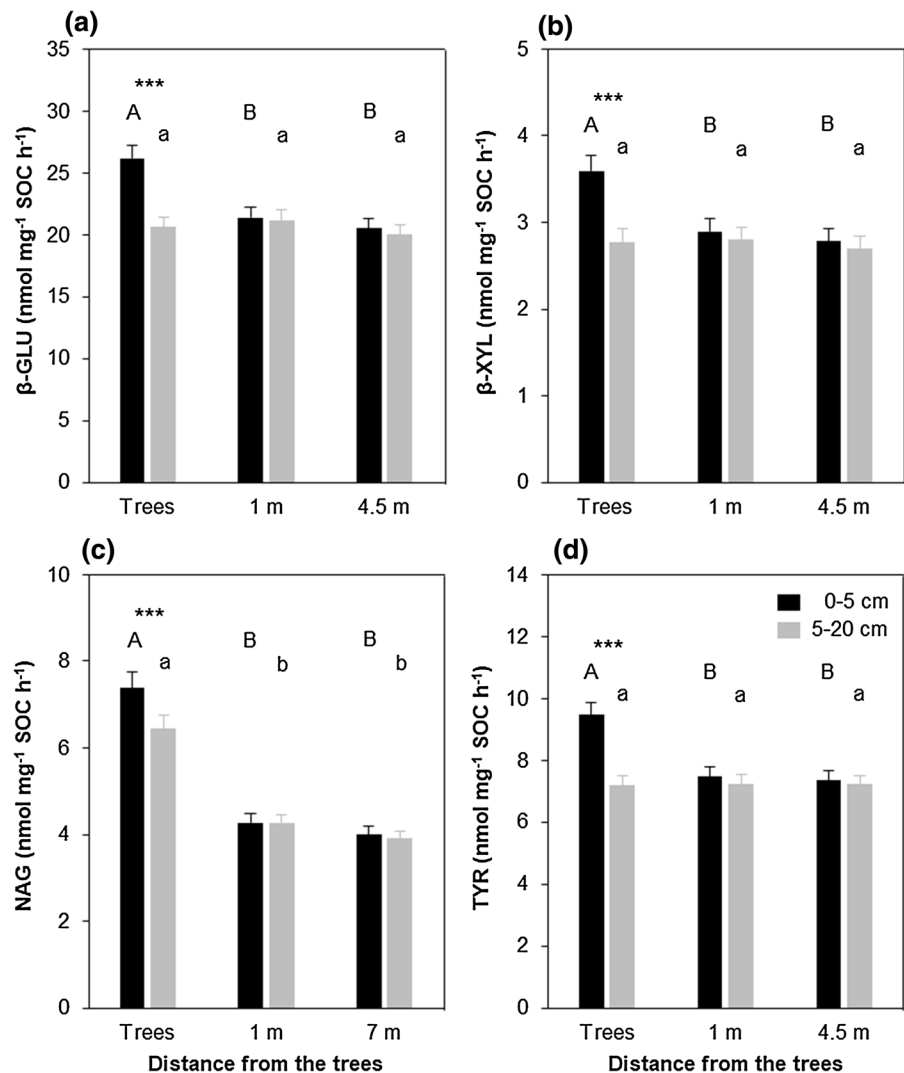 (a)
β-GLU (nmol mg⁻¹ SOC h⁻¹)
35
30
25
20
15
10
5
0
***
A
a
B
a
B
a
Trees 1 m 4.5 m
(b)
β-XYL (nmol mg⁻¹ SOC h⁻¹)
5
4
3
2
1
0
***
A
a
B
a
B
a
Trees 1 m 4.5 m
(c)
NAG (nmol mg⁻¹ SOC h⁻¹)
10
8
6
4
2
0
***
A
a
B
b
B
b
Trees 1 m 7 m
Distance from the trees
(d)
TYR (nmol mg⁻¹ SOC h⁻¹)
14
12
10
8
6
4
2
0
0-5 cm
5-20 cm
***
A
a
B
a
B
a
Trees 1 m 4.5 m
Distance from the trees